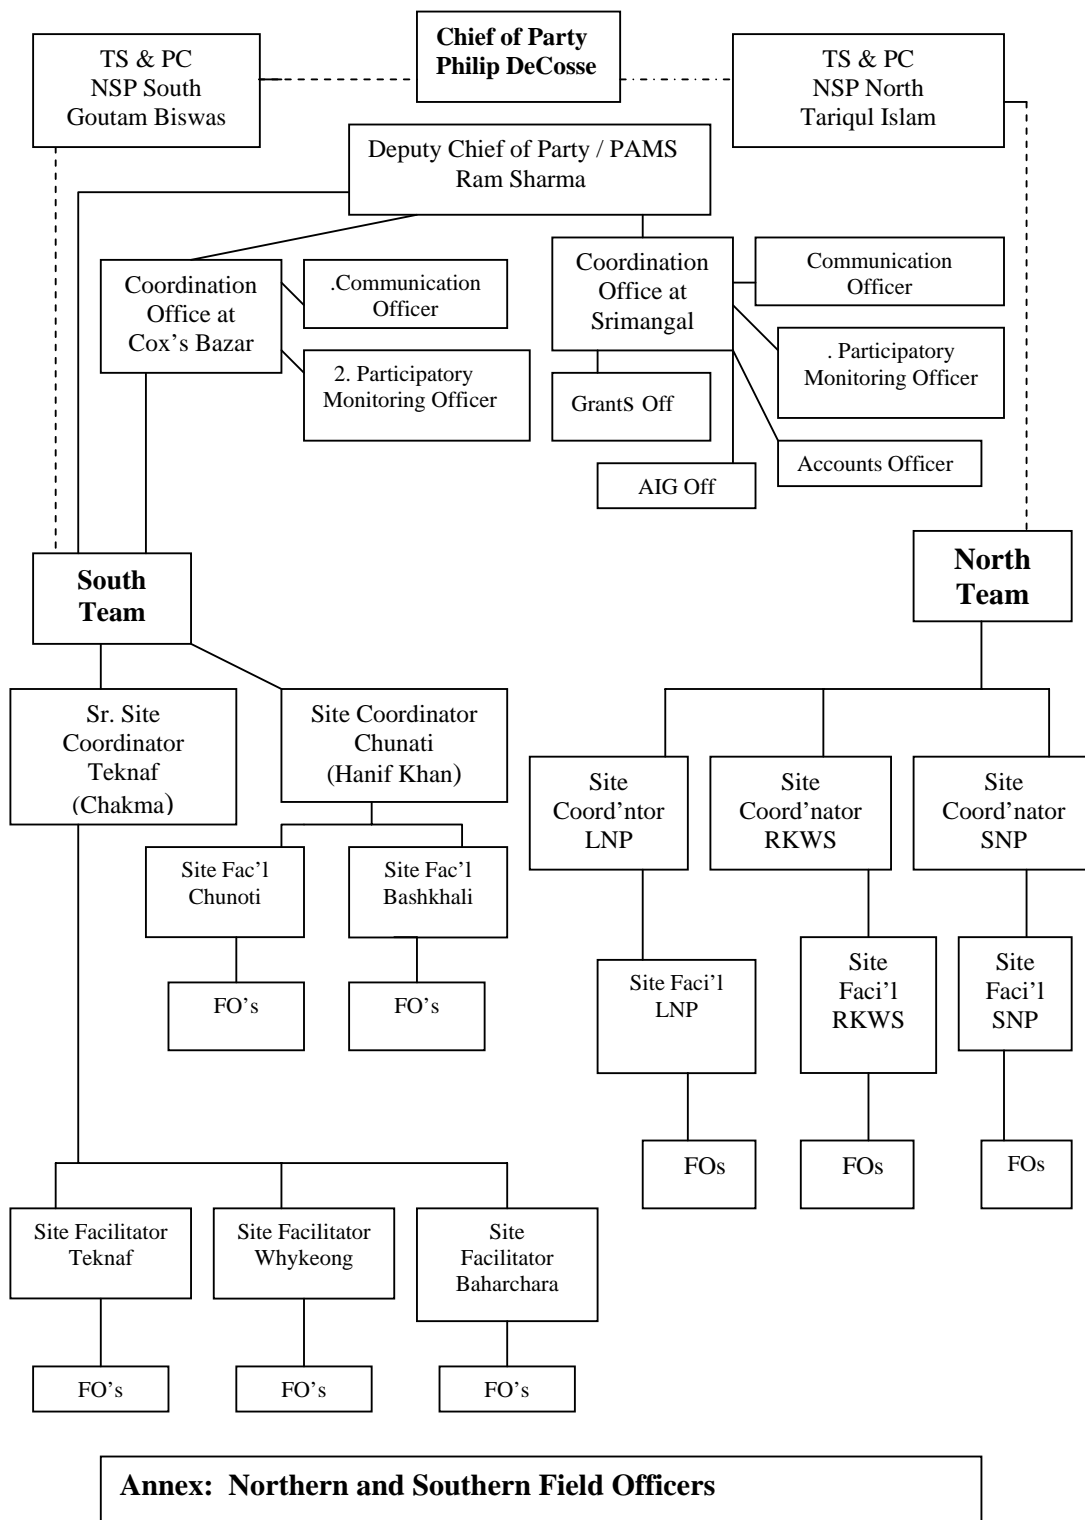 Chief of Party
Philip DeCosse
TS & PC
NSP South
Goutam Biswas
TS & PC
NSP North
Tariqul Islam
Deputy Chief of Party / PAMS
Ram Sharma
Coordination
Office at
Cox's Bazar
.Communication
Officer
2. Participatory
Monitoring Officer
Coordination
Office at
Srimangal
Communication
Officer
. Participatory
Monitoring Officer
GrantS Off
Accounts Officer
AIG Off
South
Team
North
Team
Sr. Site
Coordinator
Teknaf
(Chakma)
Site Coordinator
Chunati
(Hanif Khan)
Site
Coord'ntor
LNP
Site
Coord'nator
RKWS
Site
Coord'nator
SNP
Site Fac'l
Chunoti
Site Fac'l
Bashkhali
Site Faci'l
LNP
Site
Faci'l
RKWS
Site
Faci'l
SNP
FO's
FO's
FOs
FOs
FOs
Site Facilitator
Teknaf
Site Facilitator
Whykeong
Site
Facilitator
Baharchara
FO's
FO's
FO's
Annex:  Northern and Southern Field Officers